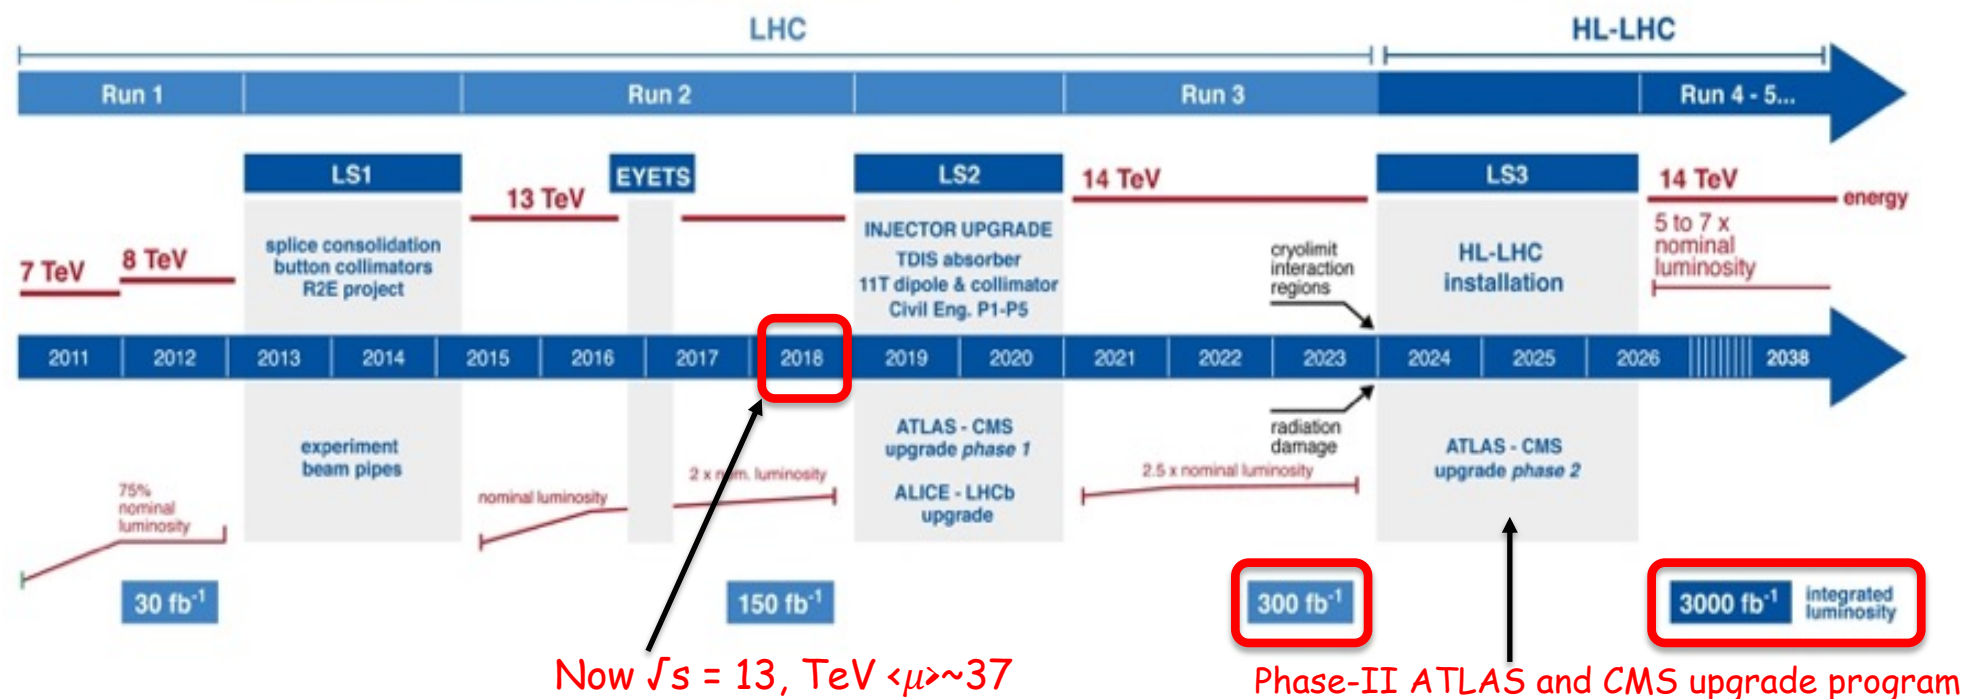 LHC
HL-LHC
Run 1
Run 2
Run 3
Run 4 - 5...
LS1
EYETS
LS2
LS3
13 TeV
14 TeV
14 TeV
energy
7 TeV
8 TeV
splice consolidation
button collimators
R2E project
INJECTOR UPGRADE
TDIS absorber
11T dipole & collimator
Civil Eng. P1-P5
cryolimit
interaction
regions
HL-LHC
installation
5 to 7 x
nominal
luminosity
2011 2012 2013 2014 2015 2016 2017 2018 2019 2020 2021 2022 2023 2024 2025 2026 2038
experiment
beam pipes
ATLAS - CMS
upgrade phase 1
ALICE - LHCb
upgrade
radiation
damage
ATLAS - CMS
upgrade phase 2
75%
nominal
luminosity
nominal luminosity
2 x nom. luminosity
2.5 x nominal luminosity
30 fb⁻¹
150 fb⁻¹
300 fb⁻¹
3000 fb⁻¹
integrated
luminosity
Now √s = 13, TeV <μ>~37
Phase-II ATLAS and CMS upgrade program